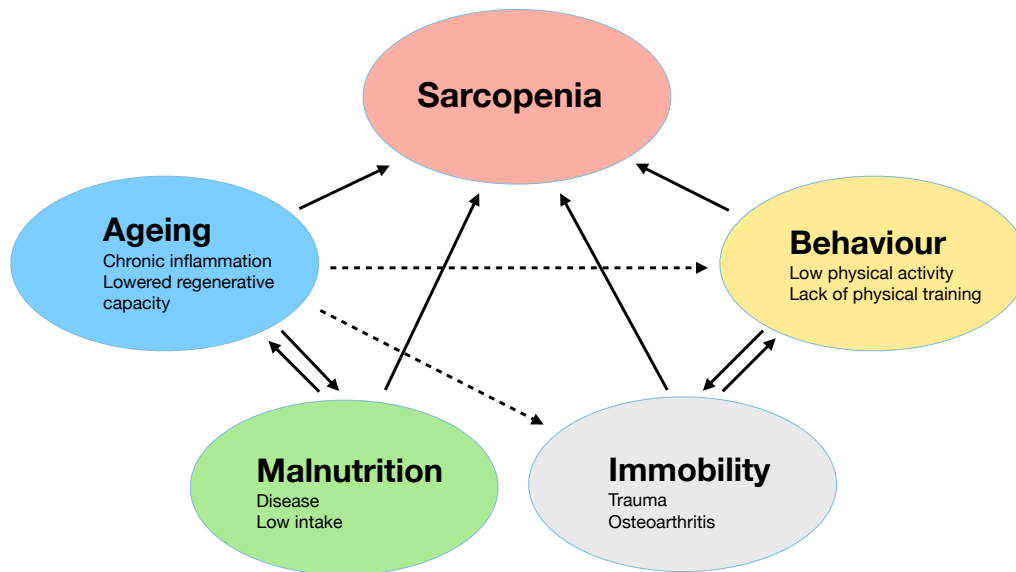 Sarcopenia
Ageing
Chronic inflammation
Lowered regenerative
capacity
Behaviour
Low physical activity
Lack of physical training
Malnutrition
Disease
Low intake
Immobility
Trauma
Osteoarthritis